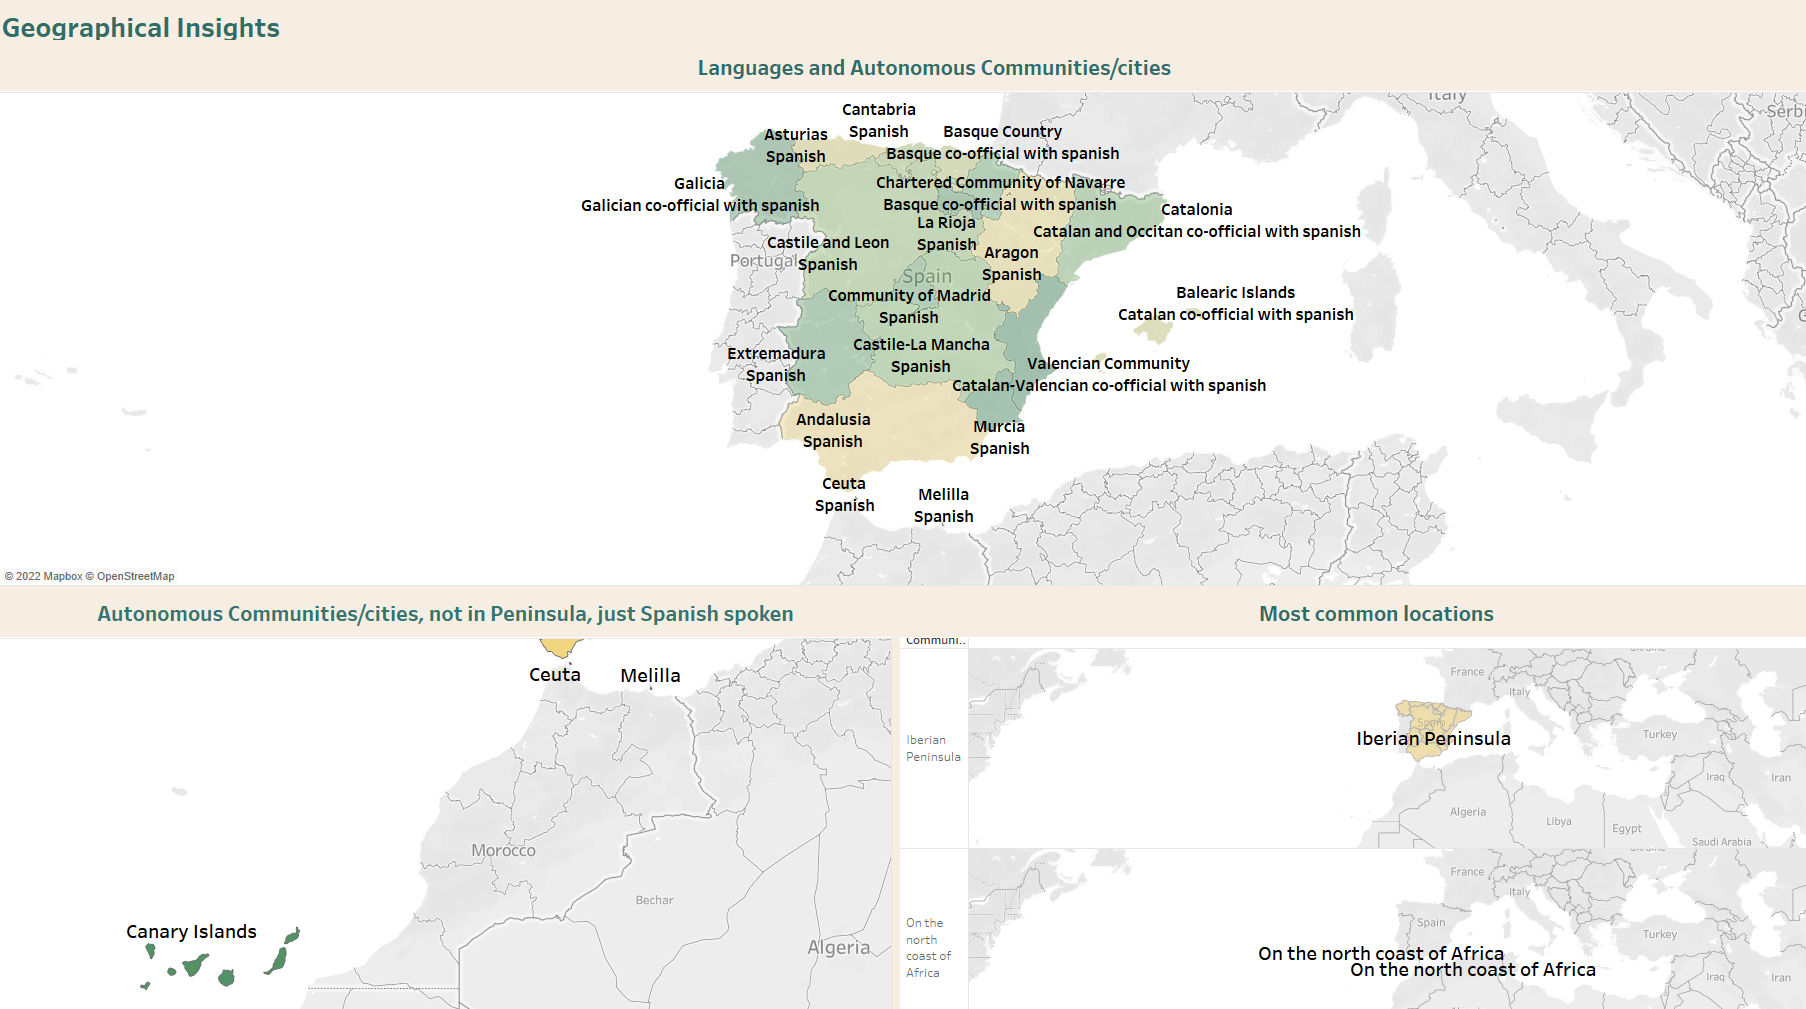 Geographical Insights
Languages and Autonomous Communities/cities
Italy
Serbi
Cantabria
Spanish
Asturias
Spanish
Basque Country
Basque co-official with spanish
Galicia
Galician co-official with spanish
Chartered Community of Navarre
Basque co-official with spanish
La Rioja
Spanish
Catalonia
Catalan and Occitan co-official with spanish
Castile and Leon
Spanish
Portugal
Aragon
Spanish
Spain
Community of Madrid
Spanish
Balearic Islands
Catalan co-official with spanish
Extremadura
Spanish
Castile-La Mancha
Spanish
Valencian Community
Catalan-Valencian co-official with spanish
Andalusia
Spanish
Murcia
Spanish
Ceuta
Spanish
Melilla
Spanish
© 2022 Mapbox © OpenStreetMap
Autonomous Communities/cities, not in Peninsula, just Spanish spoken
Ceuta
Melilla
Morocco
Bechar
Algeria
Canary Islands
Most common locations
Communi..
Iberian
Peninsula
Ukraine
France
Italy
Spain
Iberian Peninsula
Turkey
Iraq
Iran
Algeria
Libya
Egypt
Saudi Arabia
On the
north
coast of
Africa
France
Italy
Spain
Turkey
On the north coast of Africa
On the north coast of Africa
Iraq
Iran